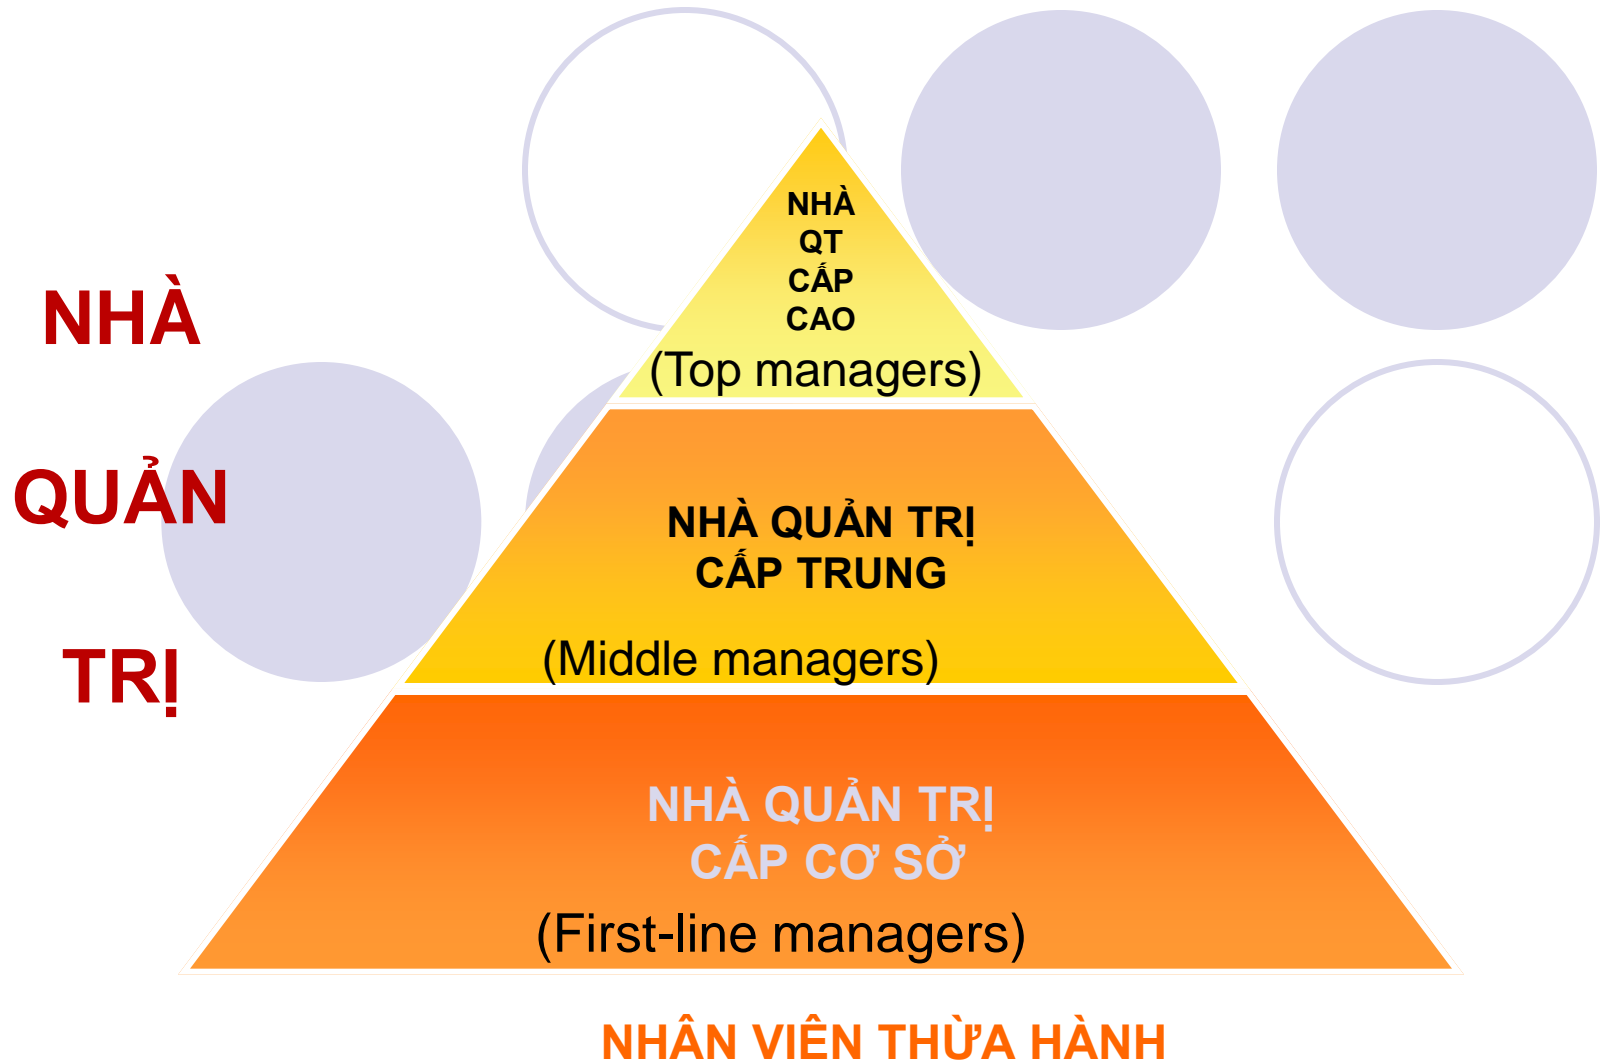 NHÀ
QT
CẤP
CAO
(Top managers)
NHÀ
QUẢN
TRỊ
NHÀ QUẢN TRỊ
CẤP TRUNG
(Middle managers)
NHÀ QUẢN TRỊ
CẤP CƠ SỞ
(First-line managers)
NHÂN VIÊN THỪA HÀNH